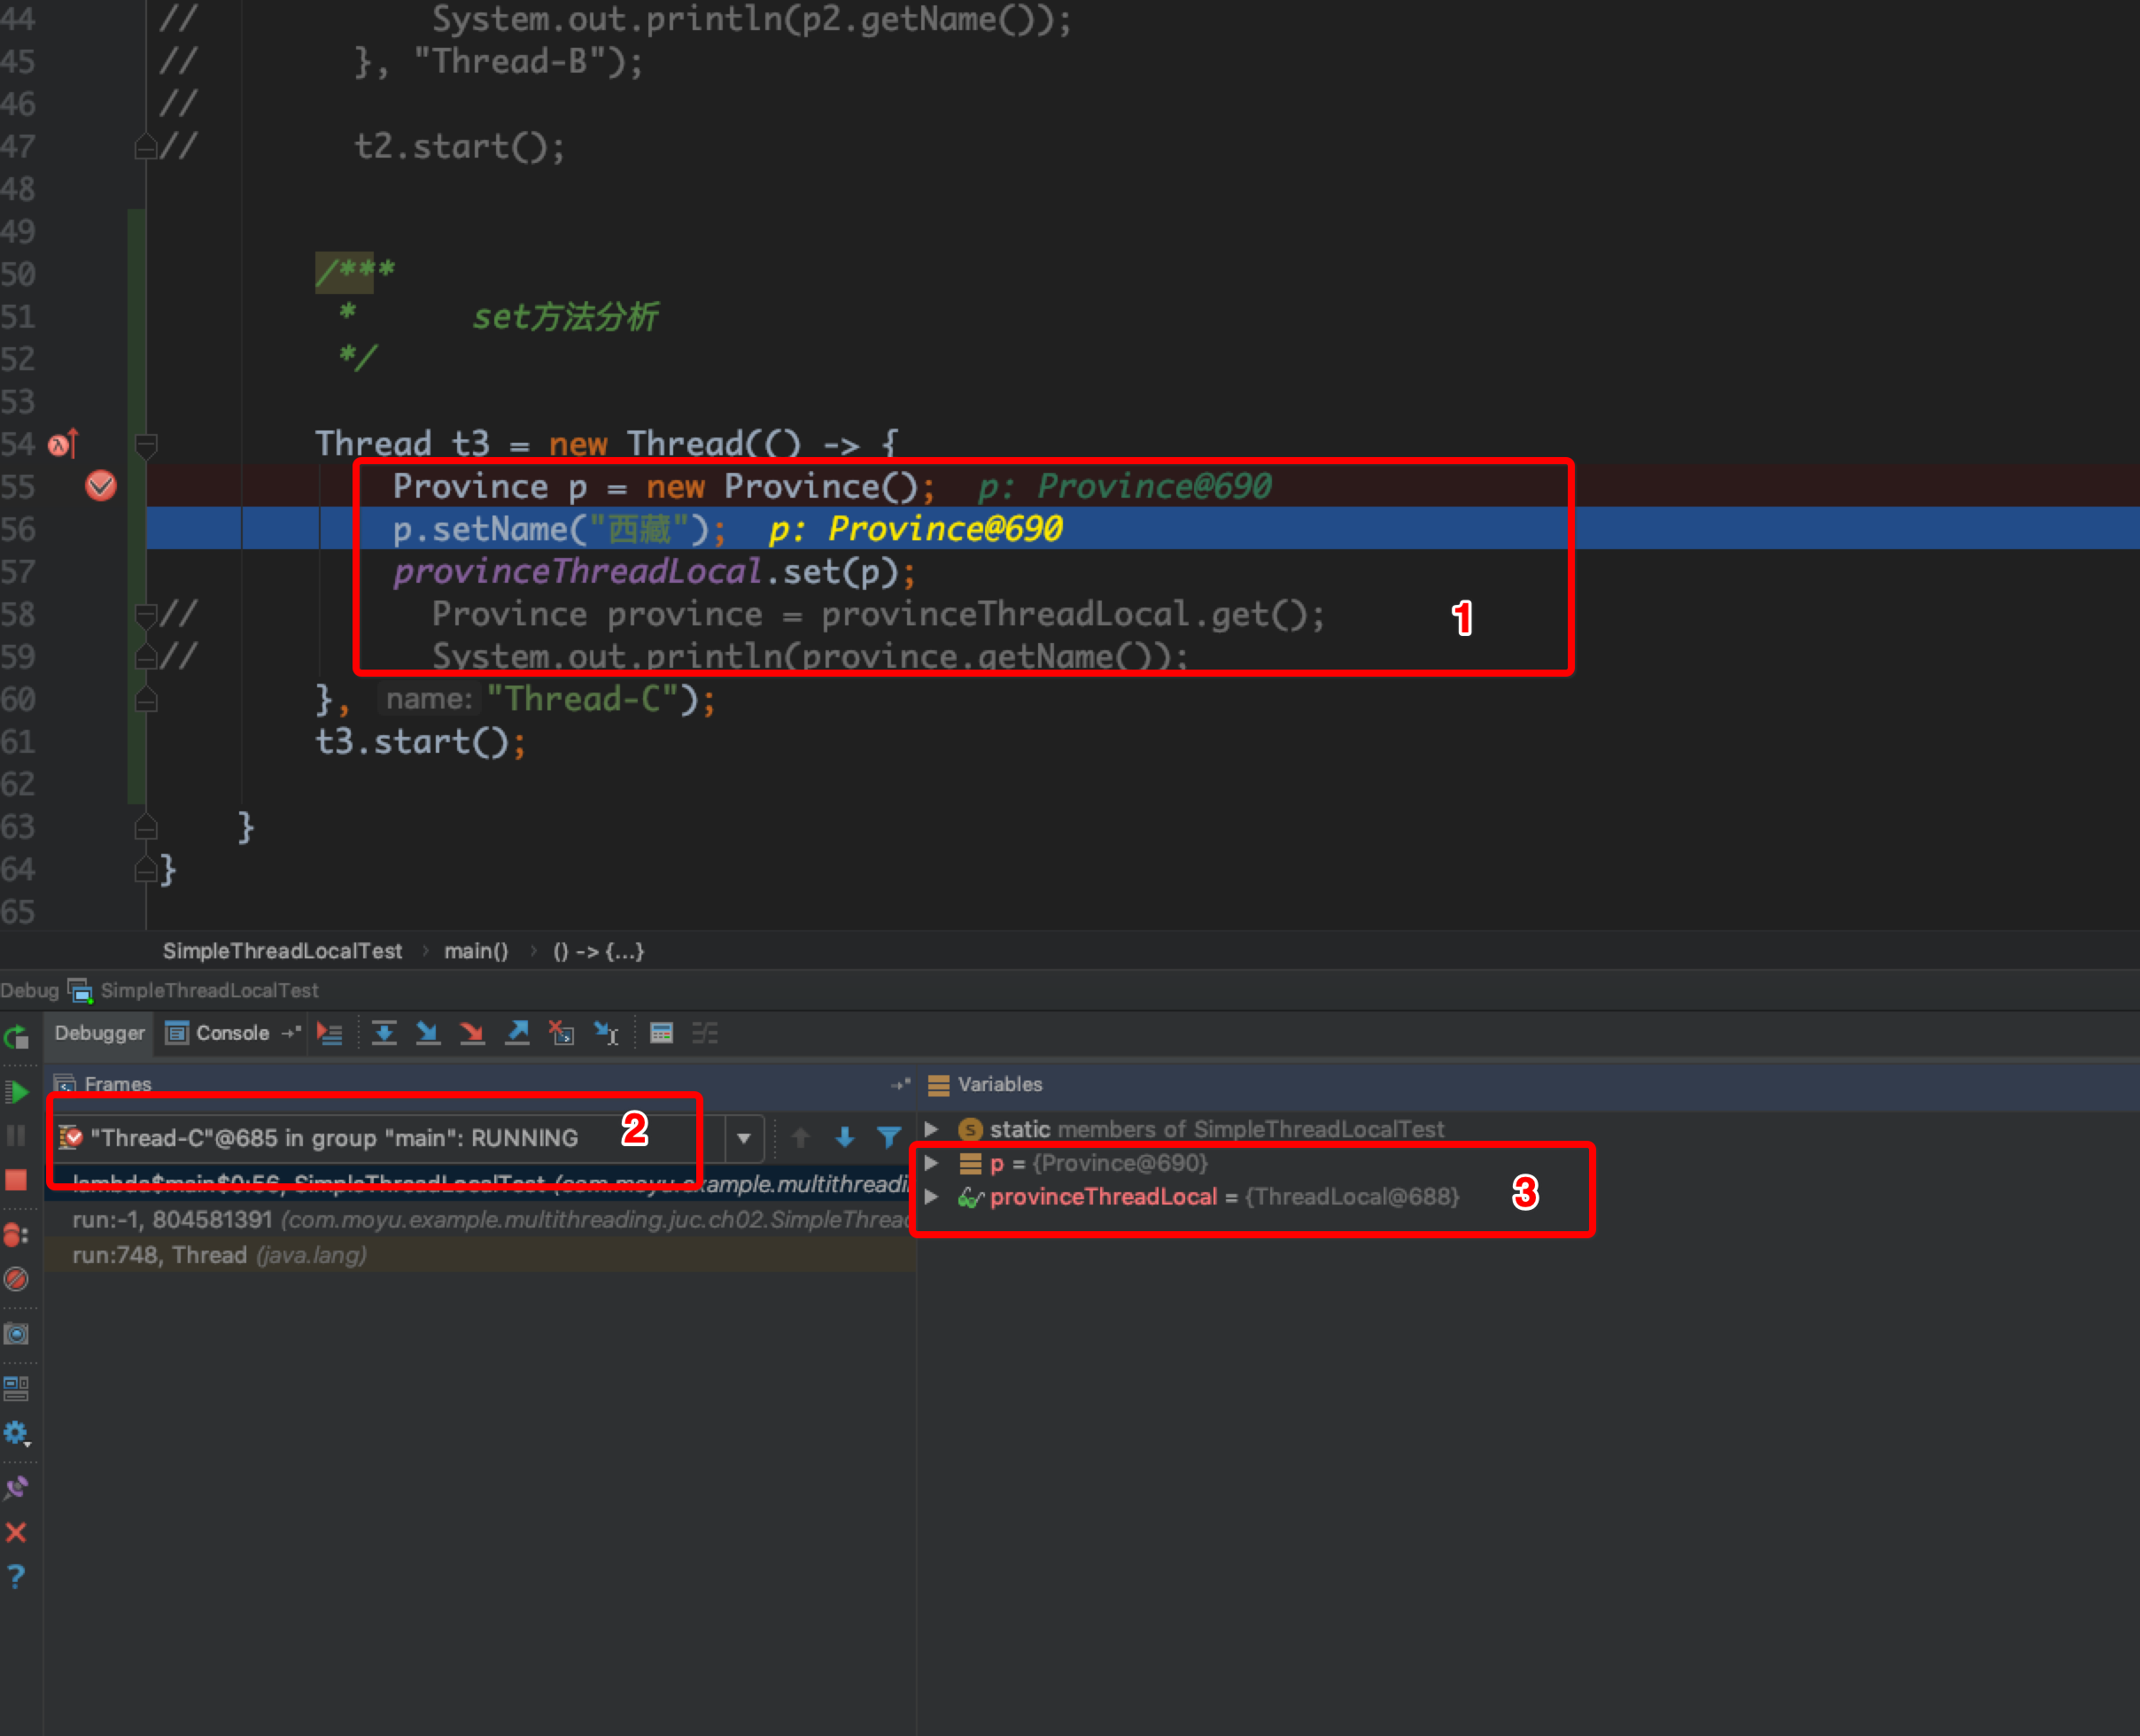 44 //            System.out.println(p2.getName());
45 //        }, "Thread-B");
46 //
47 //        t2.start();
48
49
50        /***
51         *      set方法分析
52         */
53
54        Thread t3 = new Thread(() -> {
55            Province p = new Province();  p: Province@690
56            p.setName("西藏");  p: Province@690
57            provinceThreadLocal.set(p);
58 //            Province province = provinceThreadLocal.get();
1
59 //            System.out.println(province.getName());
60        }, name: "Thread-C");
61        t3.start();
62
63    }
64 }
65
SimpleThreadLocalTest › main() › () -> {...}
Debug SimpleThreadLocalTest
Debugger Console
Frames
"Thread-C"@685 in group "main": RUNNING
2
lambda$main$0:56, SimpleThreadLocalTest (com.moyu.example.multithreadi
run:-1, 804581391 (com.moyu.example.multithreading.juc.ch02.SimpleThread
run:748, Thread (java.lang)
Variables
static members of SimpleThreadLocalTest
p = {Province@690}
provinceThreadLocal = {ThreadLocal@688}
3